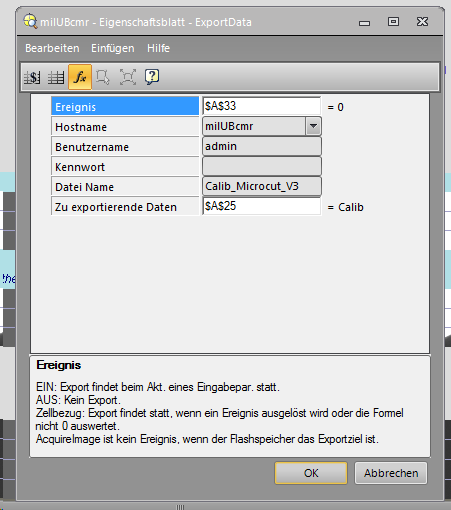 miIUBcmr - Eigenschaftsblatt - ExportData
Bearbeiten Einfügen Hilfe
Ereignis $A$33 = 0
Hostname miIUBcmr
Benutzername admin
Kennwort
Datei Name Calib_Microcut_V3
Zu exportierende Daten $A$25 = Calib
the
Ereignis
EIN: Export findet beim Akt. eines Eingabepar. statt.
AUS: Kein Export.
Zellbezug: Export findet statt, wenn ein Ereignis ausgelöst wird oder die Formel
nicht 0 auswertet.
AcquireImage ist kein Ereignis, wenn der Flashspeicher das Exportziel ist.
OK Abbrechen